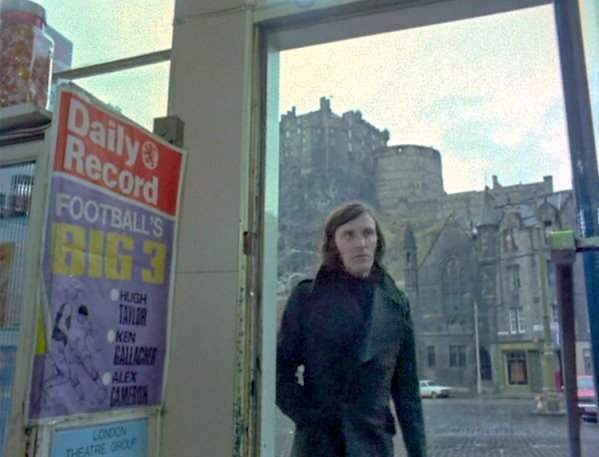 Daily
Record
FOOTBALL'S
BIG 3
HUGH
TAYLOR
KEN
GALLACHER
ALEX
CAMERON
LONDON
THEATRE GROUP